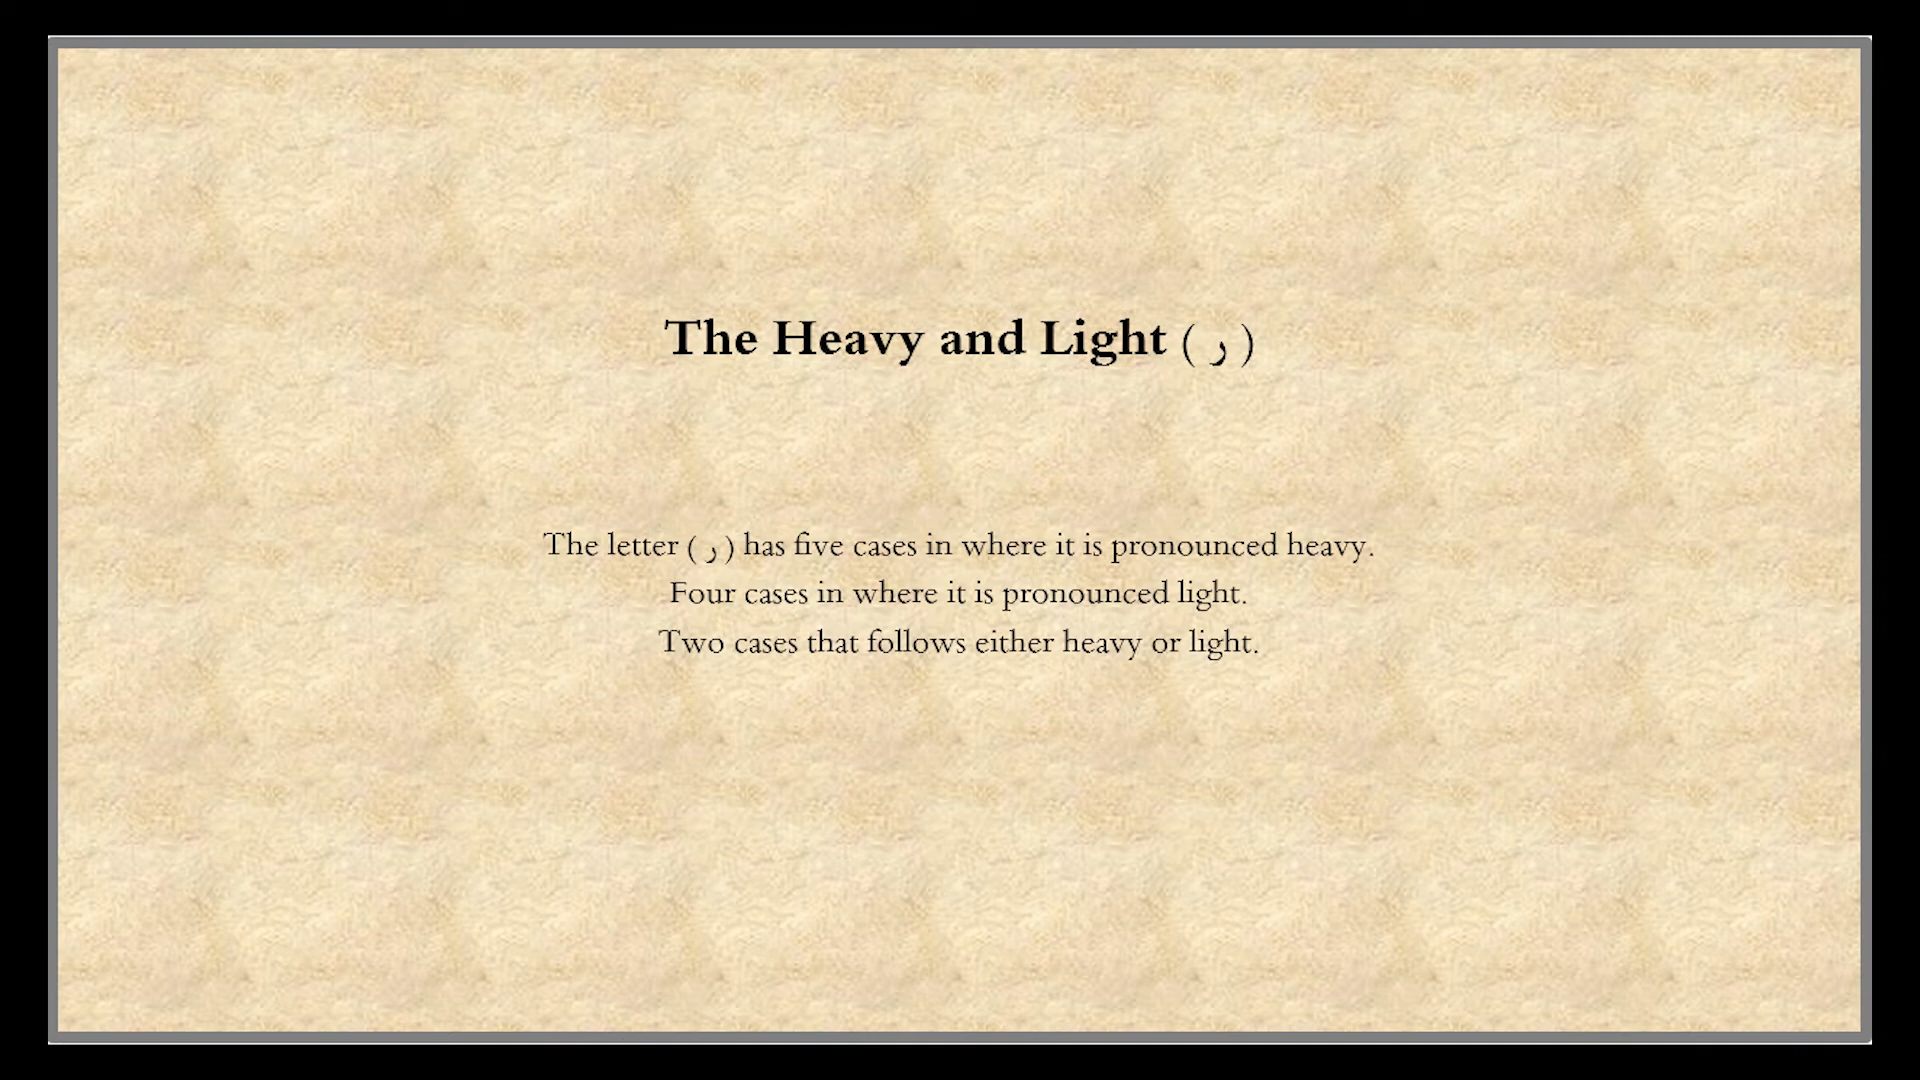 The Heavy and Light ( ر )
The letter ( ر ) has five cases in where it is pronounced heavy.
Four cases in where it is pronounced light.
Two cases that follows either heavy or light.